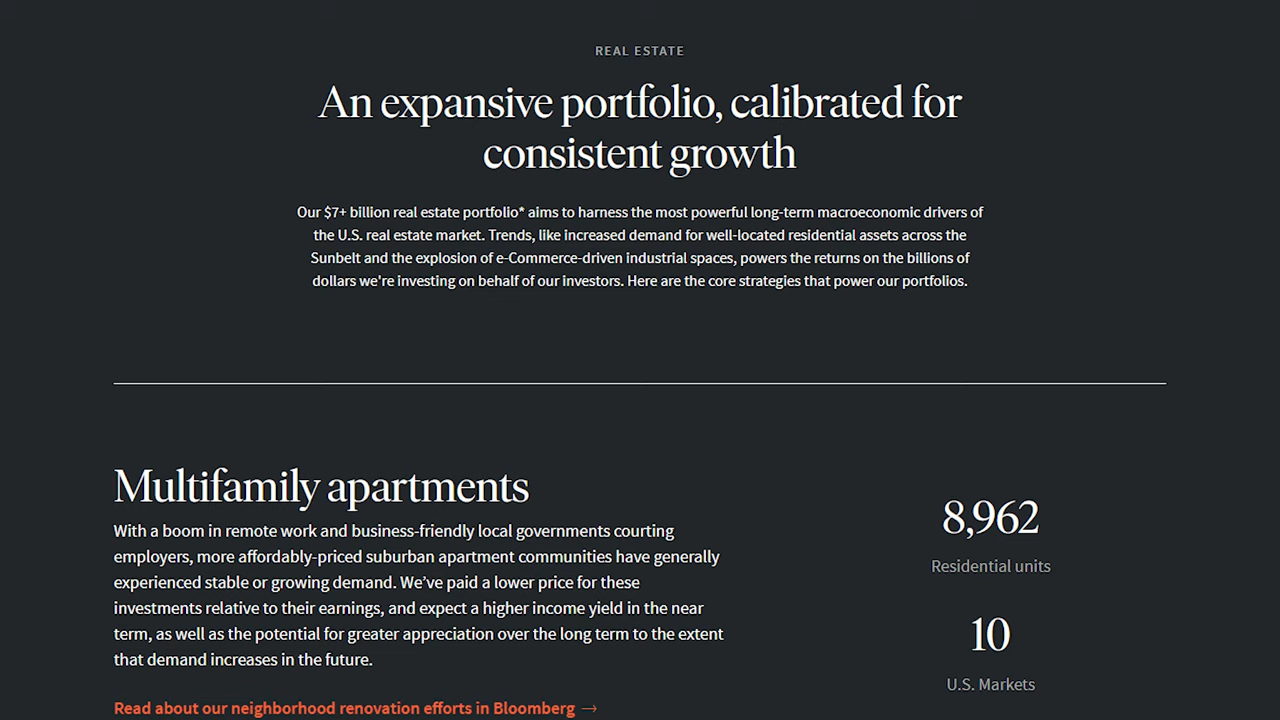 REAL ESTATE
An expansive portfolio, calibrated for
consistent growth
Our $7+ billion real estate portfolio* aims to harness the most powerful long-term macroeconomic drivers of
the U.S. real estate market. Trends, like increased demand for well-located residential assets across the
Sunbelt and the explosion of e-Commerce-driven industrial spaces, powers the returns on the billions of
dollars we're investing on behalf of our investors. Here are the core strategies that power our portfolios.
Multifamily apartments
With a boom in remote work and business-friendly local governments courting
employers, more affordably-priced suburban apartment communities have generally
experienced stable or growing demand. We’ve paid a lower price for these
investments relative to their earnings, and expect a higher income yield in the near
term, as well as the potential for greater appreciation over the long term to the extent
that demand increases in the future.
Read about our neighborhood renovation efforts in Bloomberg →
8,962
Residential units
10
U.S. Markets